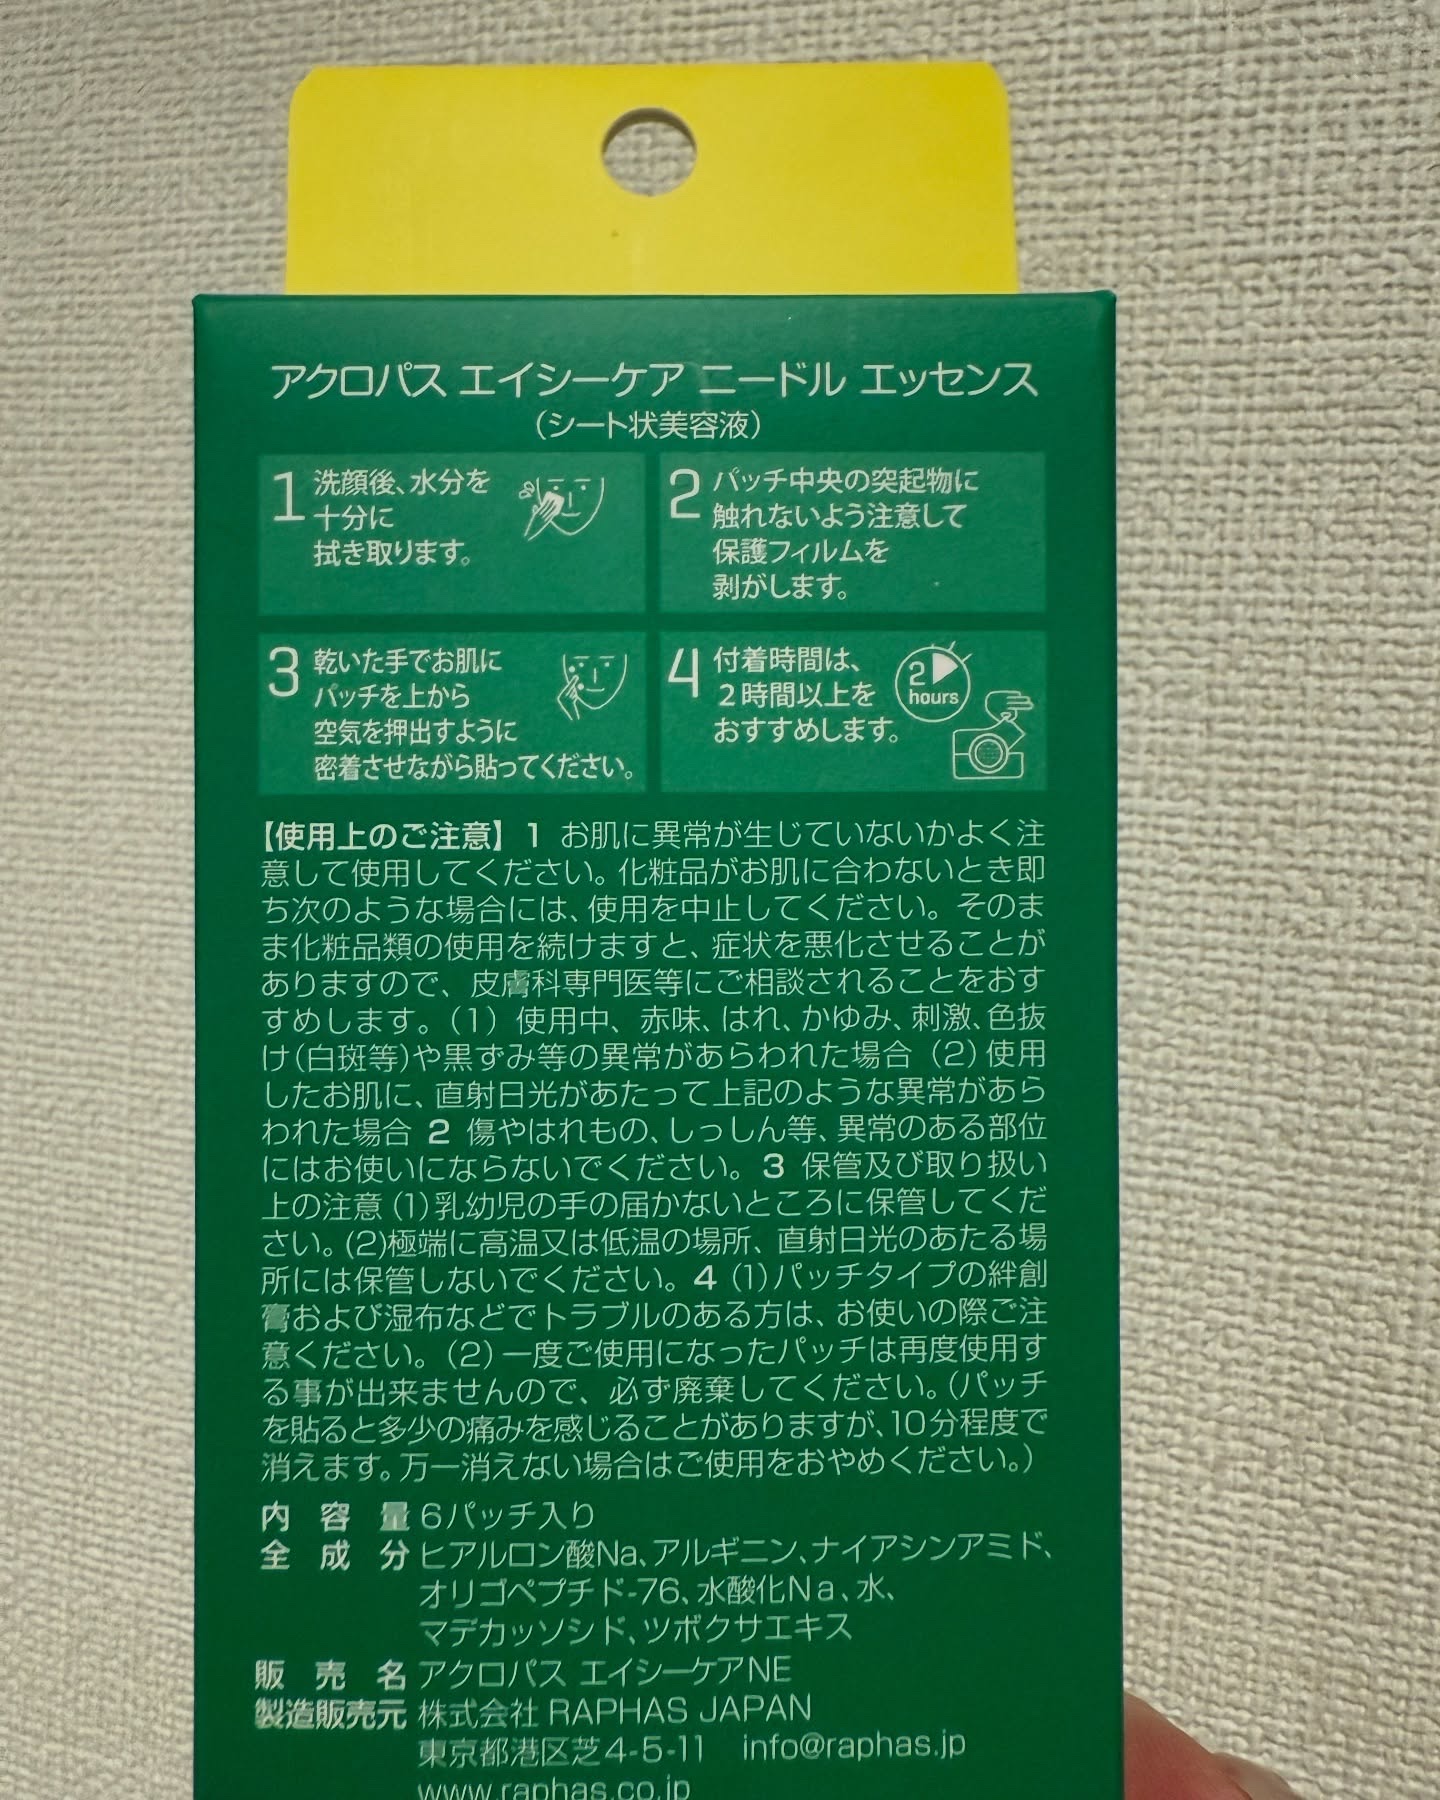 アクロパス エイシーケア ニードル エッセンス
(シート状美容液)
1 洗顔後、水分を
十分に
拭き取ります。
2 パッチ中央の突起物に
触れないよう注意して
保護フィルムを
剥がします。
3 乾いた手でお肌に
パッチを上から
空気を押出すように
密着させながら貼ってください。
4 付着時間は、
2時間以上を
おすすめします。
2
hours
【使用上のご注意】 1 お肌に異常が生じていないかよく注
意して使用してください。化粧品がお肌に合わないとき即
ち次のような場合には、使用を中止してください。そのま
ま化粧品類の使用を続けますと、症状を悪化させることが
ありますので、皮膚科専門医等にご相談されることをおす
すめします。(1) 使用中、赤味、はれ、かゆみ、刺激、色抜
け(白斑等)や黒ずみ等の異常があらわれた場合 (2) 使用
したお肌に、直射日光があたって上記のような異常があら
われた場合 2 傷やはれもの、しっしん等、異常のある部位
にはお使いにならないでください。 3 保管及び取り扱い
上の注意 (1)乳幼児の手の届かないところに保管してくだ
さい。(2)極端に高温又は低温の場所、直射日光のあたる場
所には保管しないでください。 4 (1)パッチタイプの絆創
膏および湿布などでトラブルのある方は、お使いの際ご注
意ください。(2) 一度ご使用になったパッチは再度使用す
る事が出来ませんので、必ず廃棄してください。(パッチ
を貼ると多少の痛みを感じることがありますが、10分程度で
消えます。万一消えない場合はご使用をおやめください。)
内容量 6パッチ入り
全成分 ヒアルロン酸Na、アルギニン、ナイアシンアミド、
オリゴペプチド-76、水酸化Na、水、
マデカッソシド、ツボクサエキス
販売名 アクロパス エイシーケアNE
製造販売元 株式会社 RAPHAS JAPAN
東京都港区芝4-5-11 info@raphas.jp
www.raphas.co.jp